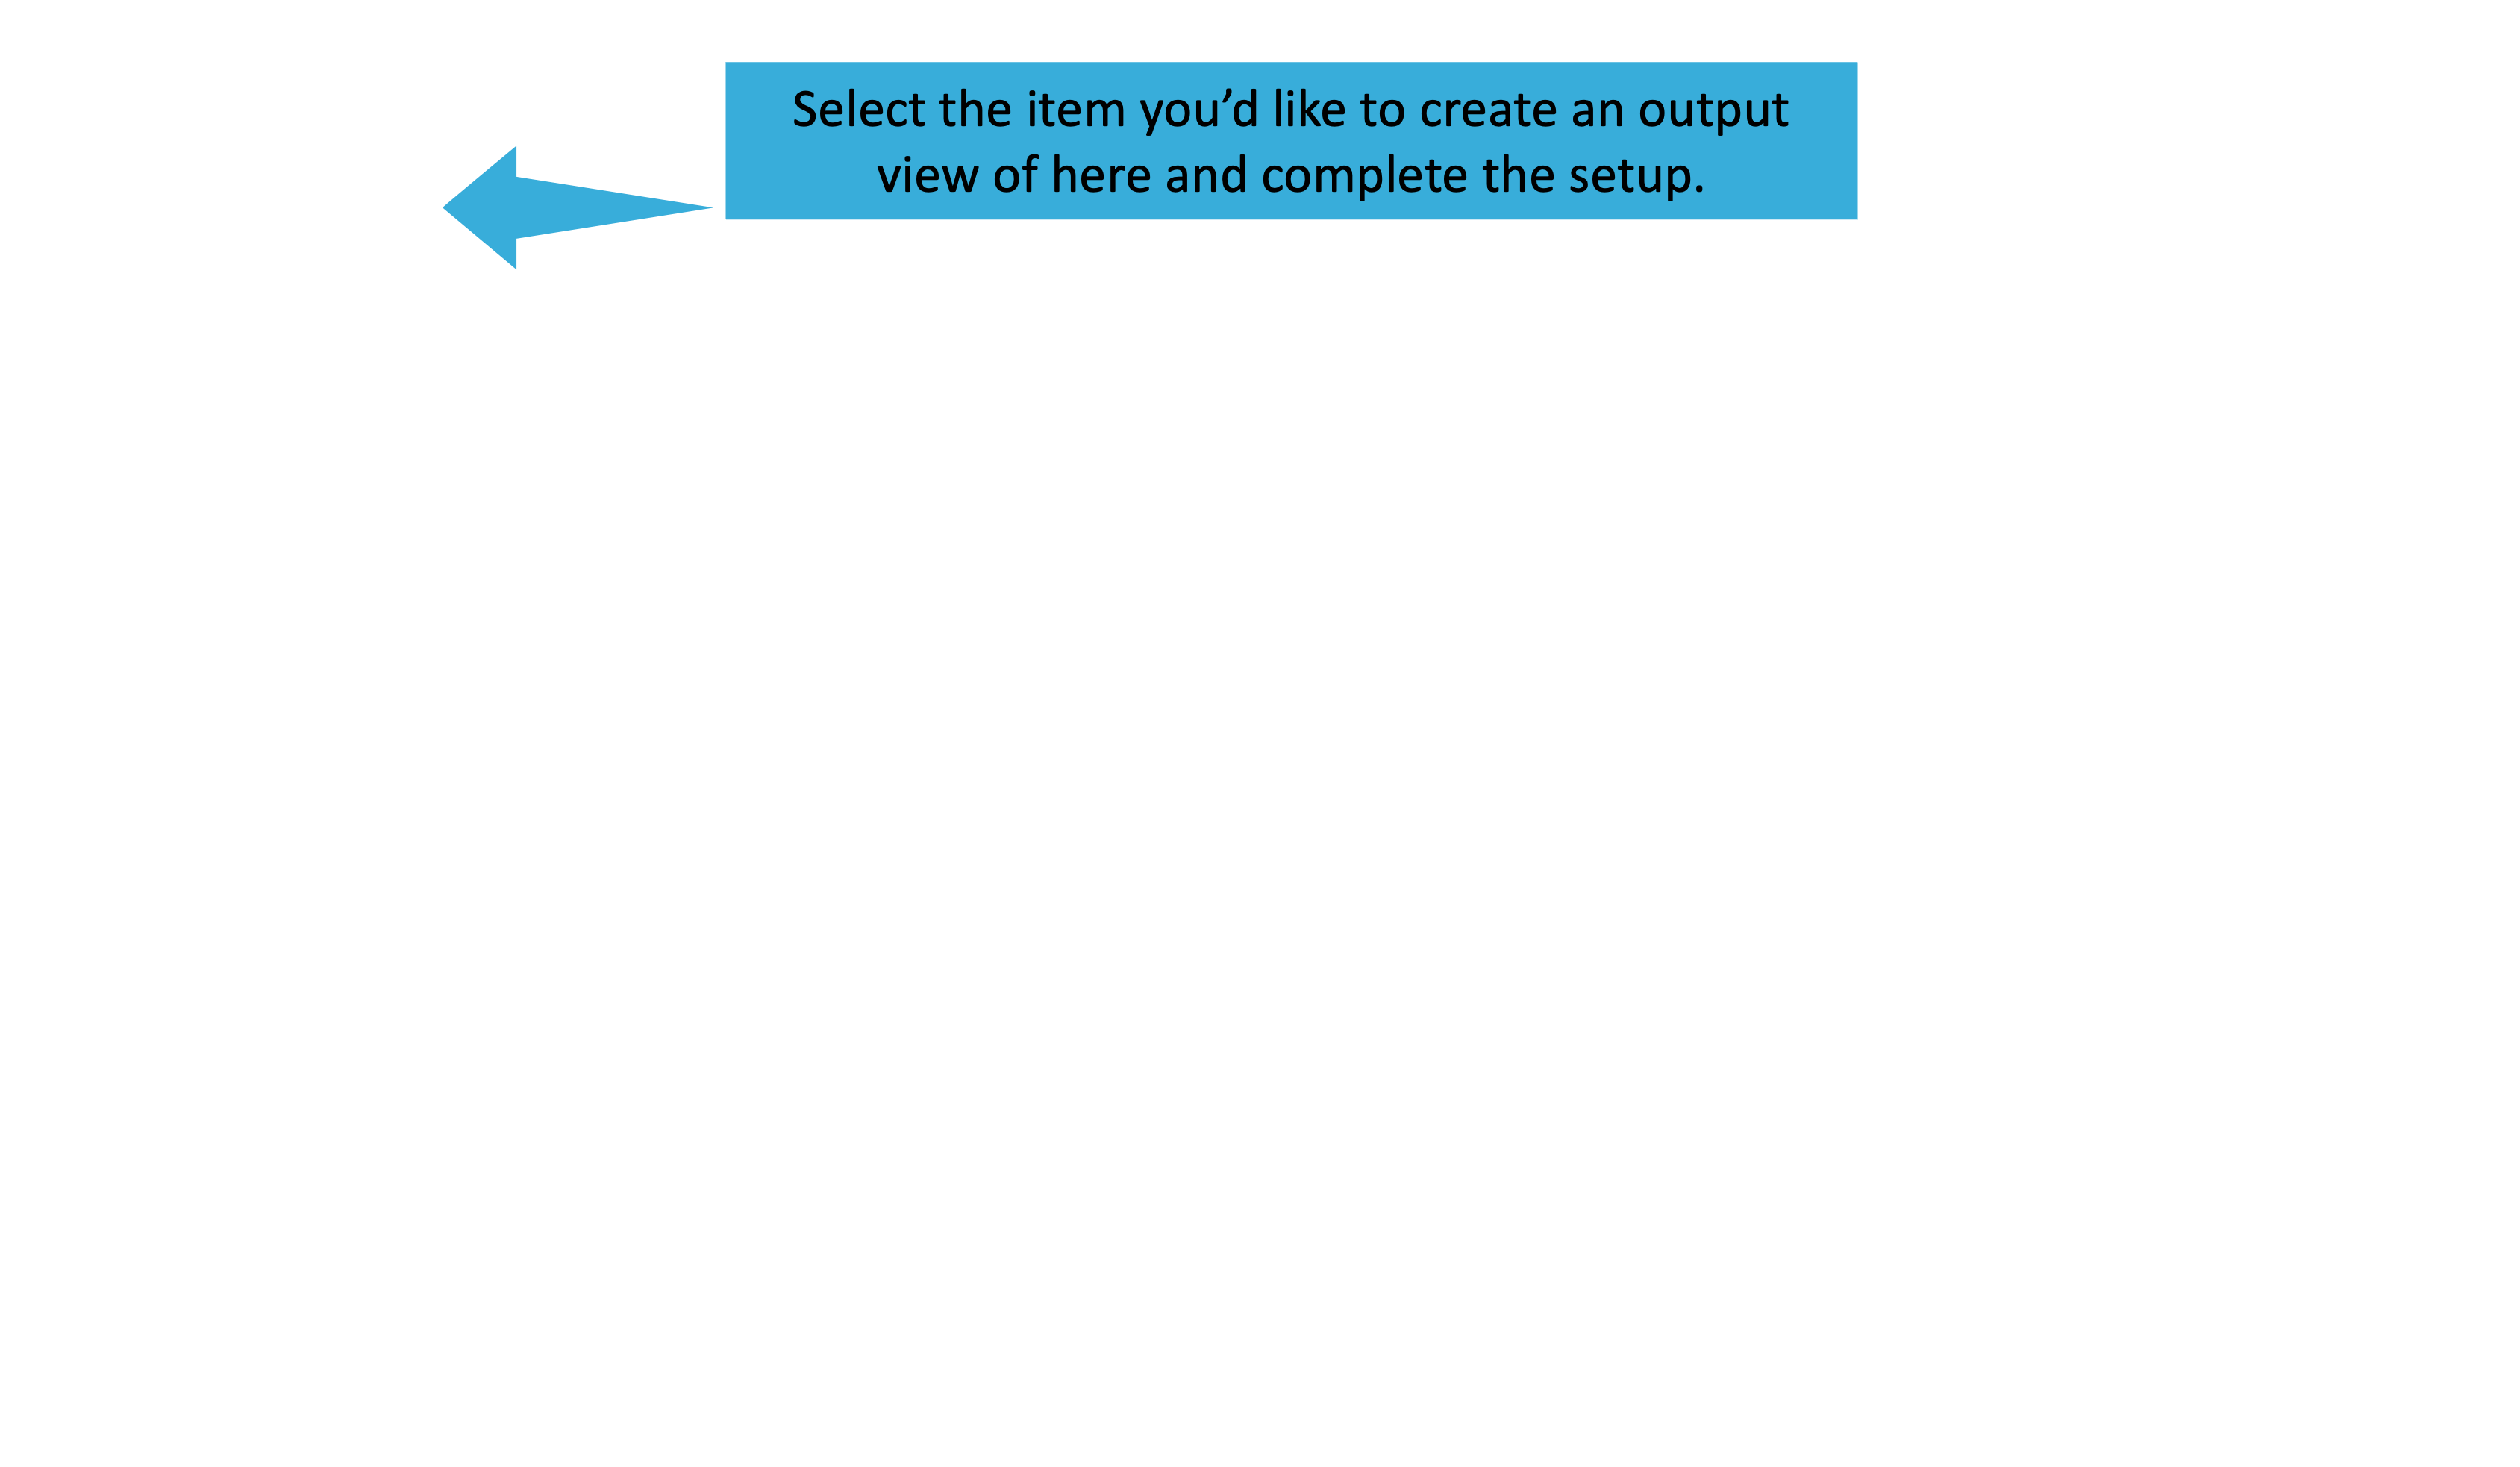 Select the item you’d like to create an output
view of here and complete the setup.